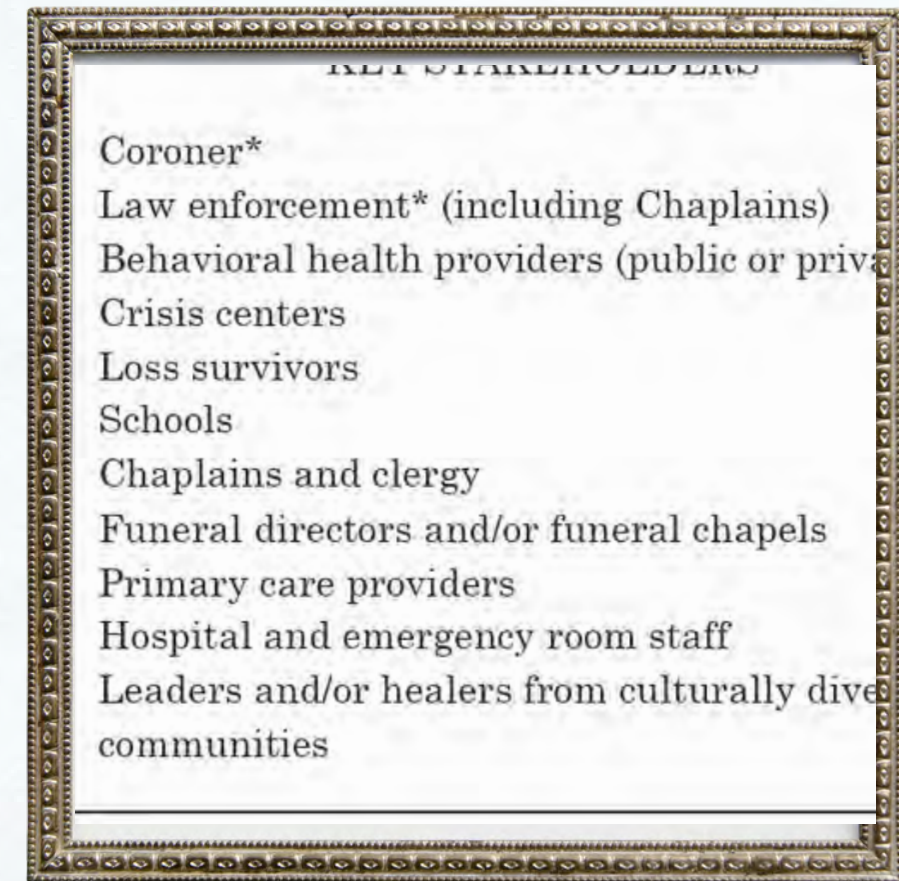 KEY STAKEHOLDERS
Coroner*
Law enforcement* (including Chaplains)
Behavioral health providers (public or priva
Crisis centers
Loss survivors
Schools
Chaplains and clergy
Funeral directors and/or funeral chapels
Primary care providers
Hospital and emergency room staff
Leaders and/or healers from culturally dive
communities